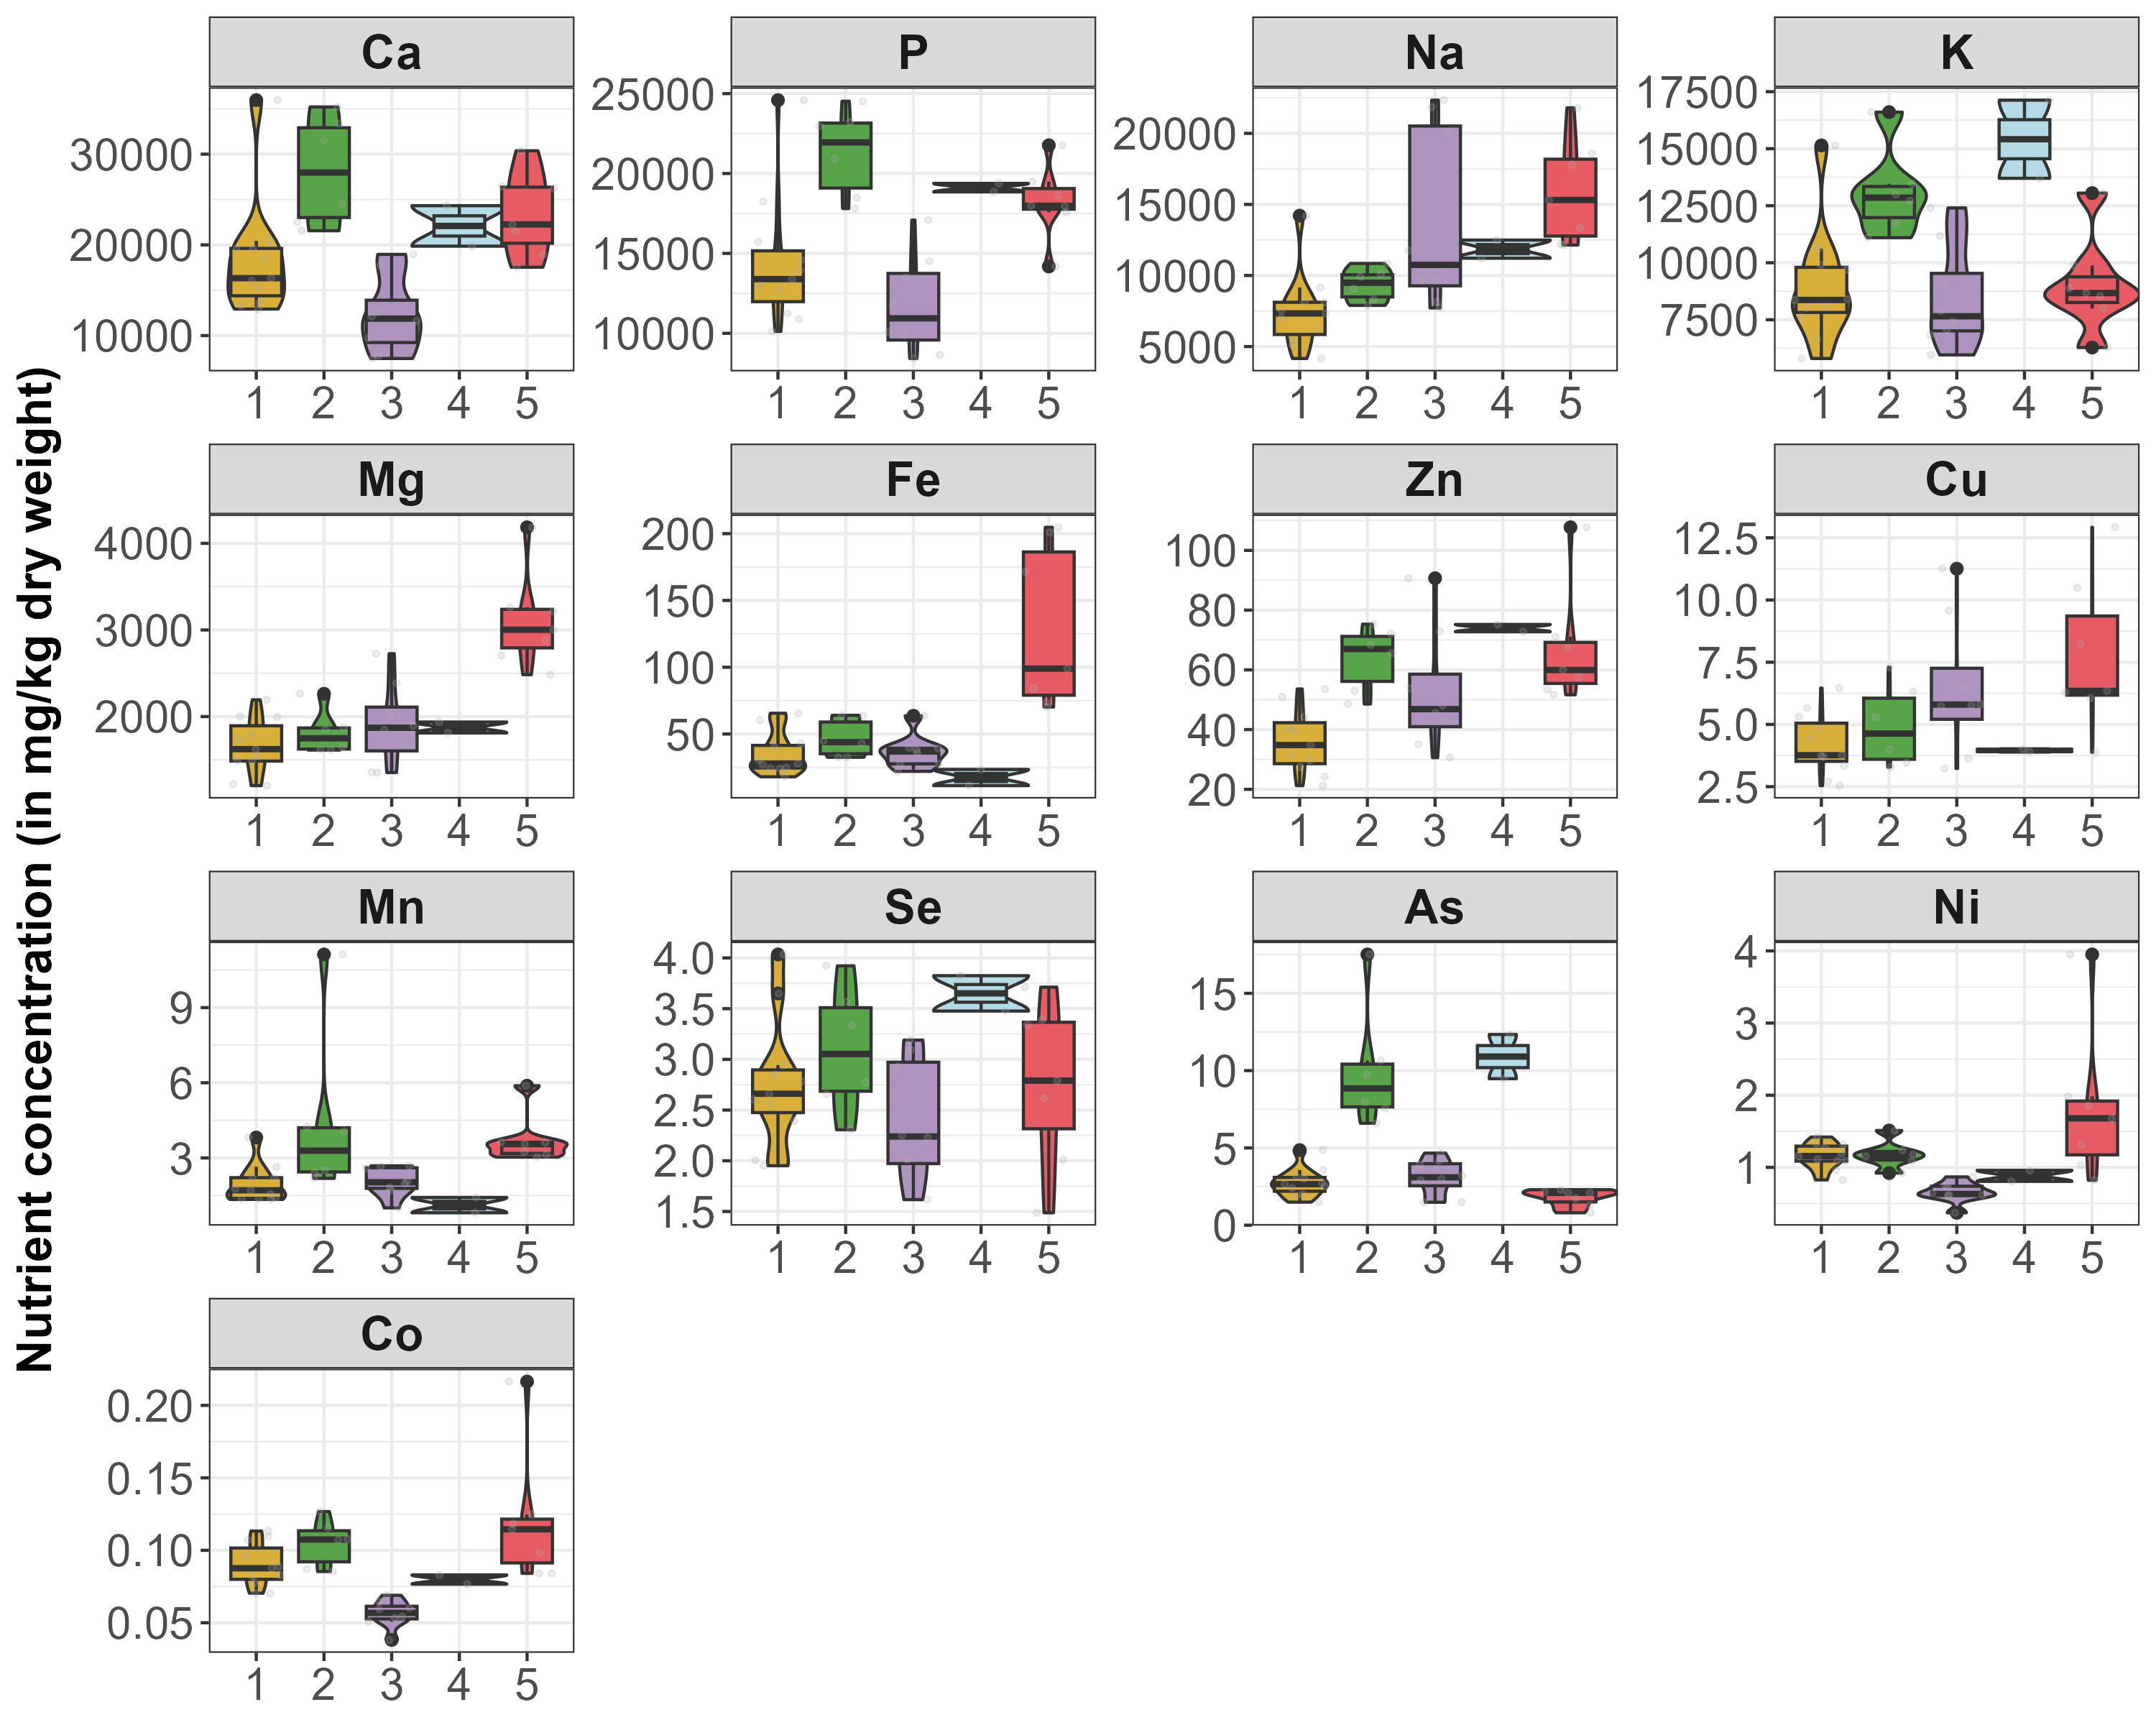 Nutrient concentration (in mg/kg dry weight)
Ca
30000
20000
10000
1 2 3 4 5
P
25000
20000
15000
10000
1 2 3 4 5
Na
20000
15000
10000
5000
1 2 3 4 5
K
17500
15000
12500
10000
7500
1 2 3 4 5
Mg
4000
3000
2000
1 2 3 4 5
Fe
200
150
100
50
1 2 3 4 5
Zn
100
80
60
40
20
1 2 3 4 5
Cu
12.5
10.0
7.5
5.0
2.5
1 2 3 4 5
Mn
9
6
3
1 2 3 4 5
Se
4.0
3.5
3.0
2.5
2.0
1.5
1 2 3 4 5
As
15
10
5
0
1 2 3 4 5
Ni
4
3
2
1
1 2 3 4 5
Co
0.20
0.15
0.10
0.05
1 2 3 4 5